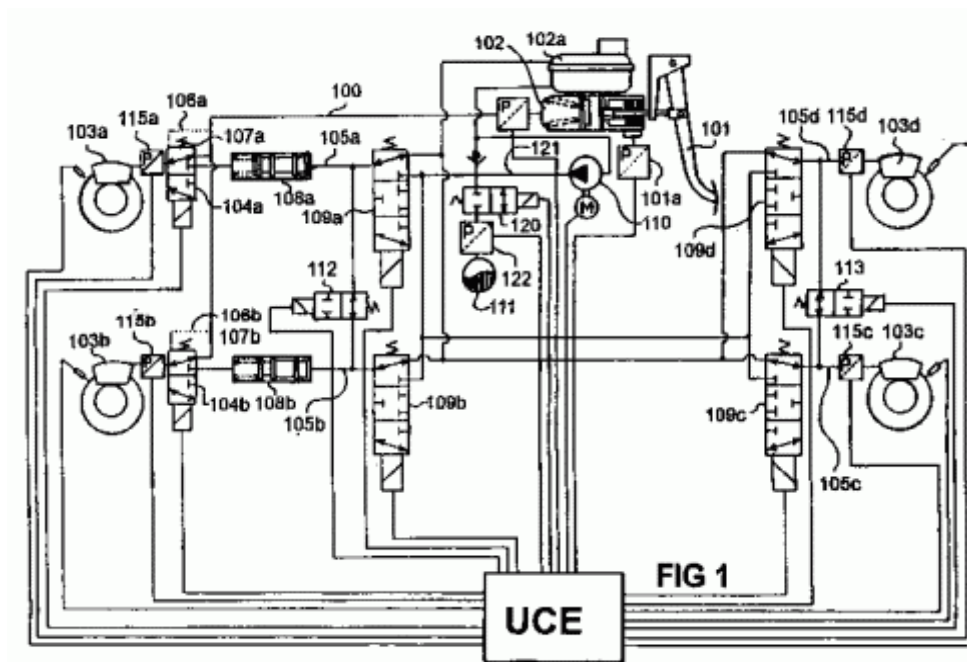 102
102a
106a
100
115a
107a
103a
105a
P
105d
115d
103d
P
P
121
101
P
P
104a
108a
109a
101a
M
110
120
109d
112
P
122
113
106b
115b
111
107b
115c
103c
103b
P
P
104b
108b
105b
109b
109c
105c
FIG 1
UCE